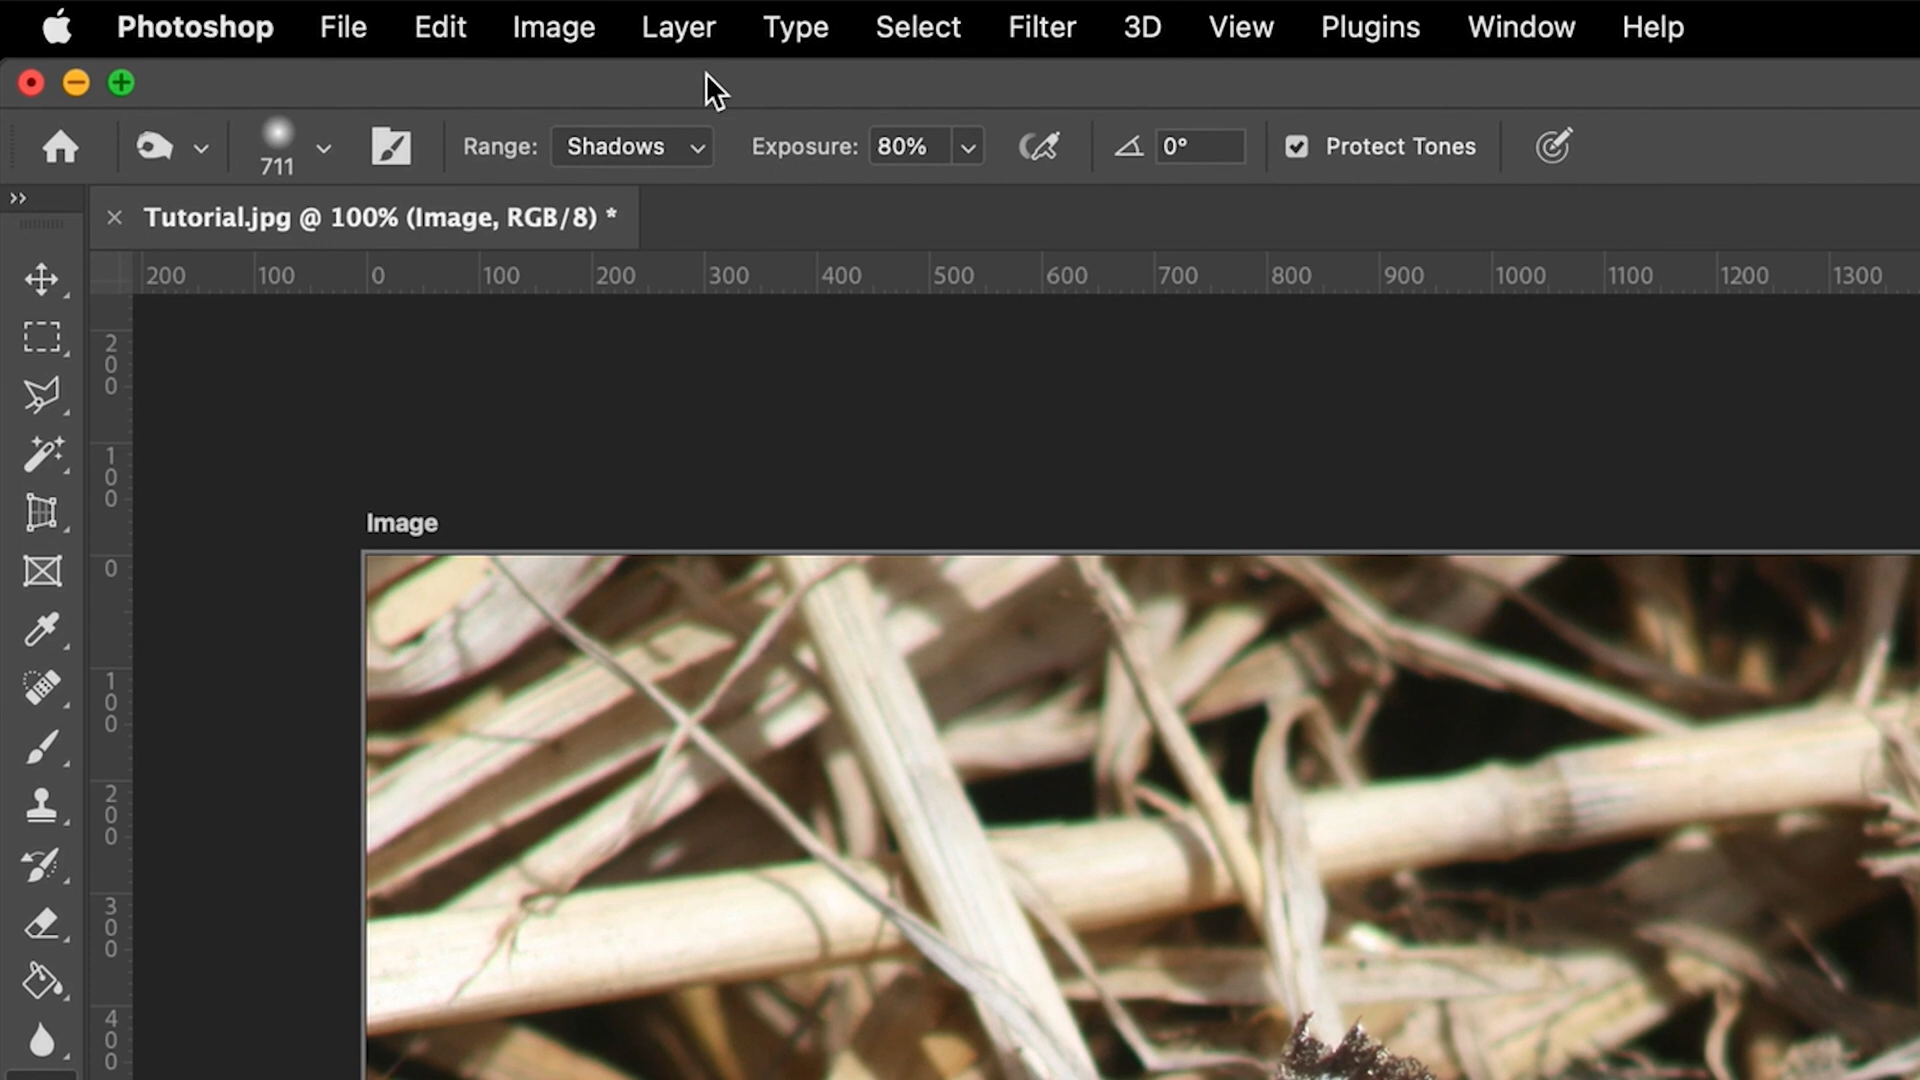 Photoshop File Edit Image Layer Type Select Filter 3D View Plugins Window Help
711 Range: Shadows Exposure: 80% 0° Protect Tones
Tutorial.jpg @ 100% (Image, RGB/8) *
200 100 0 100 200 300 400 500 600 700 800 900 1000 1100 1200 1300
200
100
0
100
200
300
400
Image